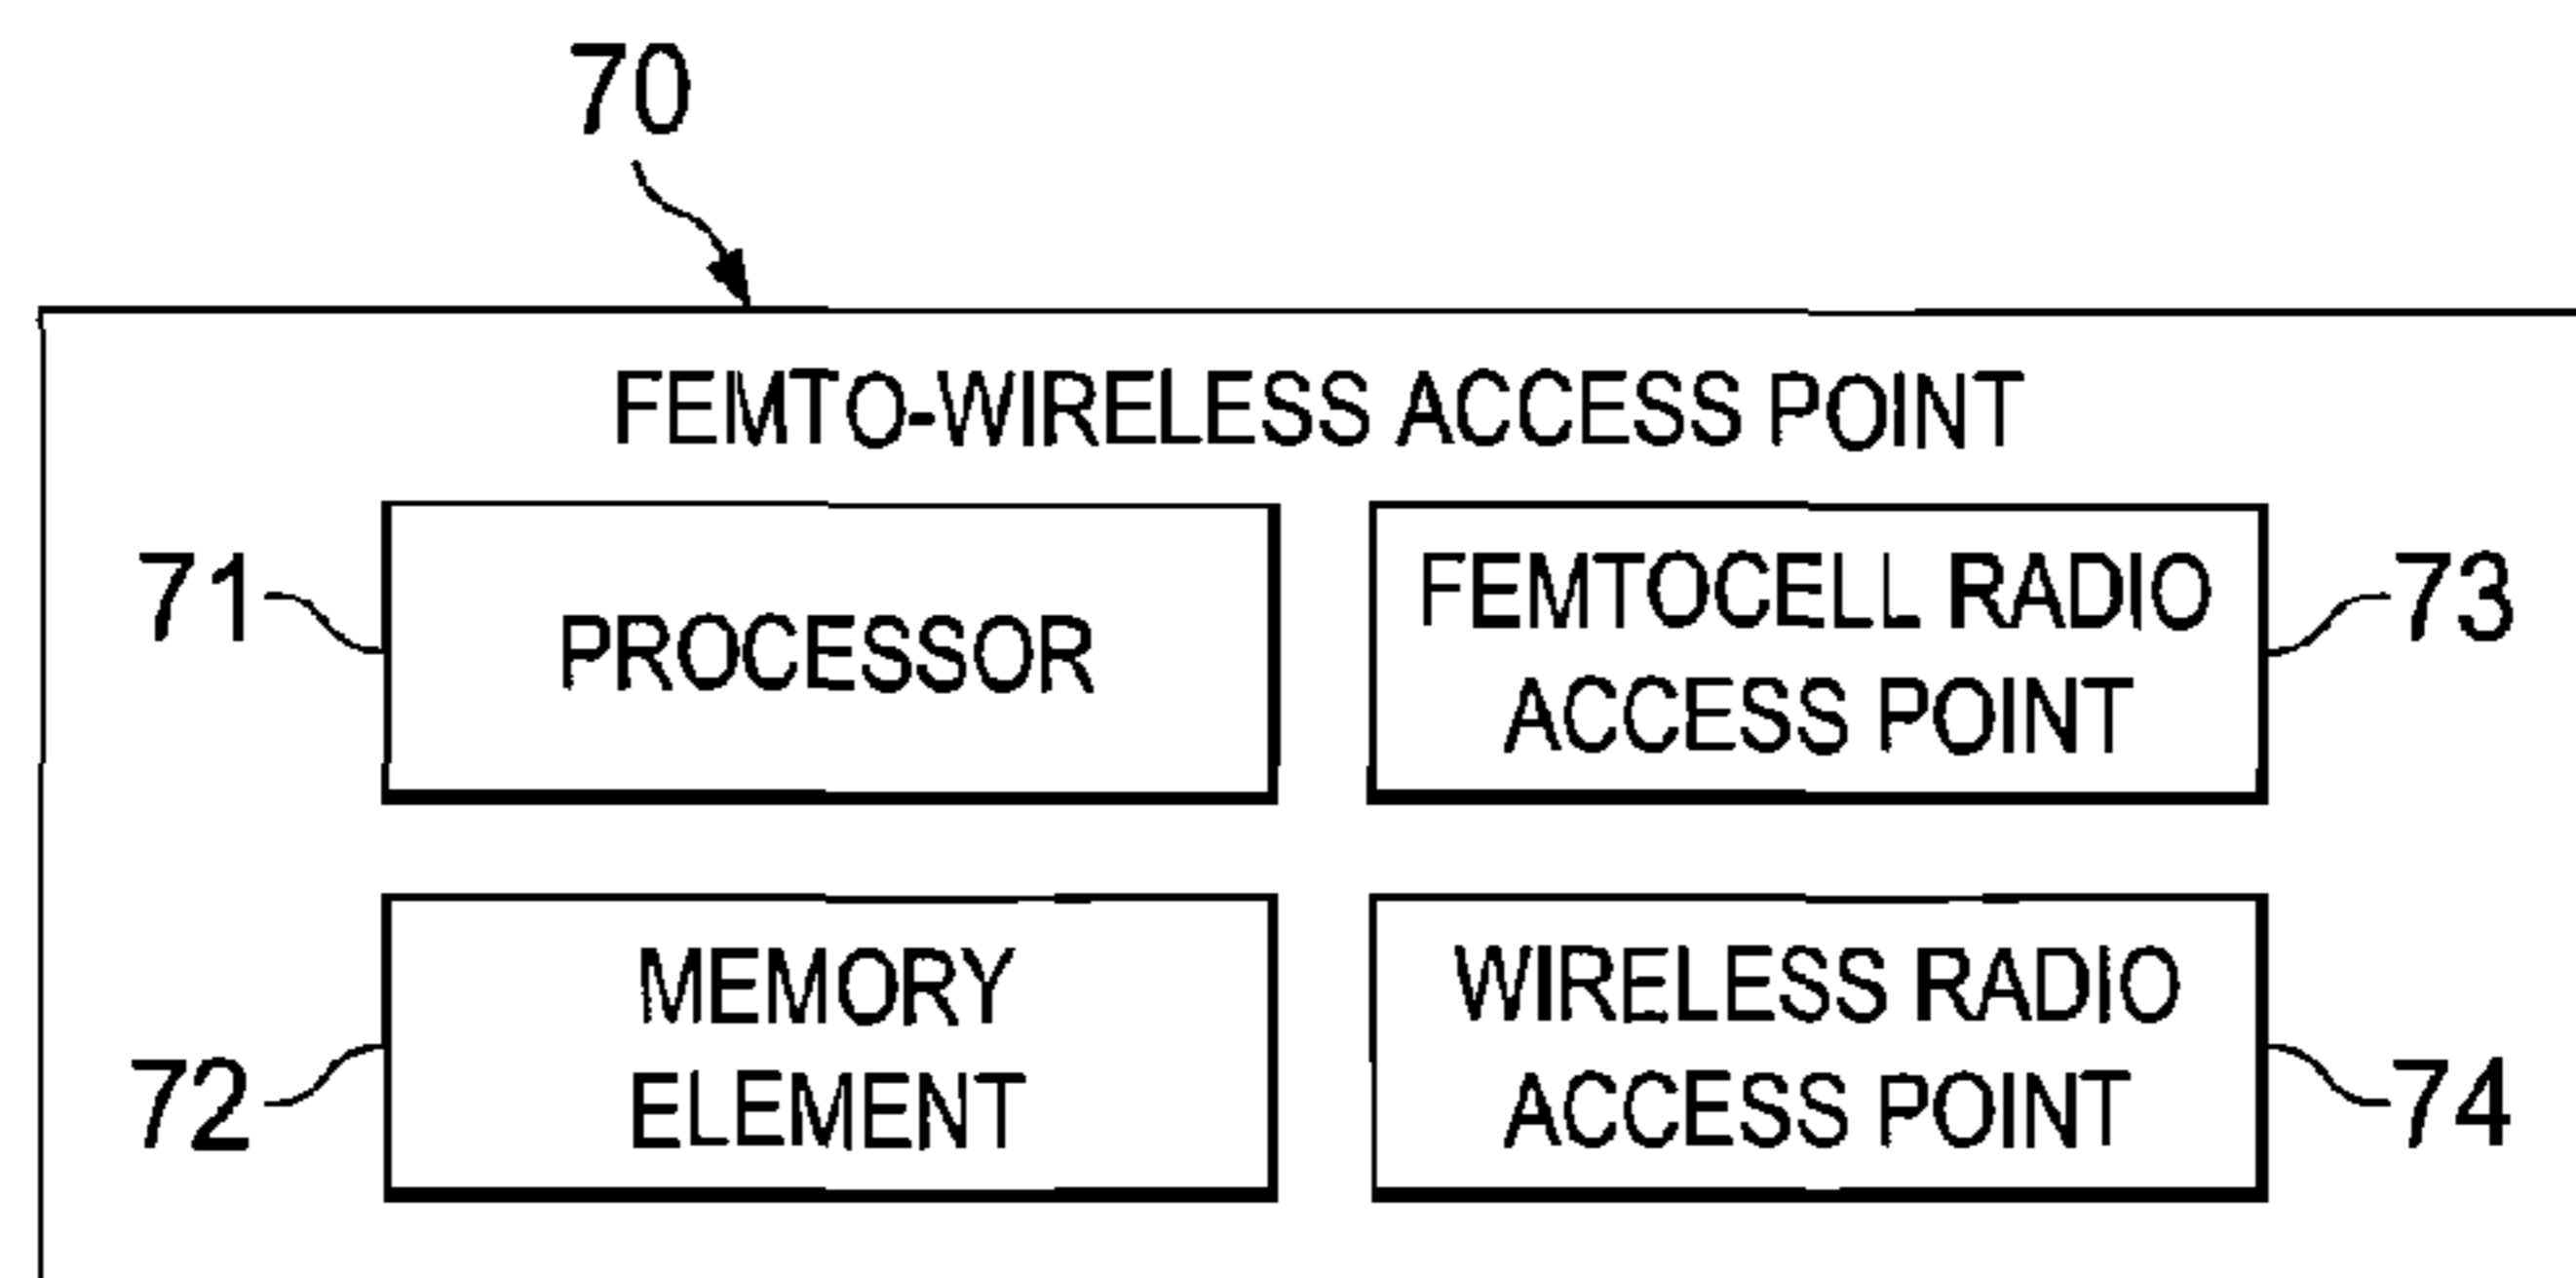 70
FEMTO-WIRELESS ACCESS POINT
71
PROCESSOR
FEMTOCELL RADIO
ACCESS POINT
73
72
MEMORY
ELEMENT
WIRELESS RADIO
ACCESS POINT
74